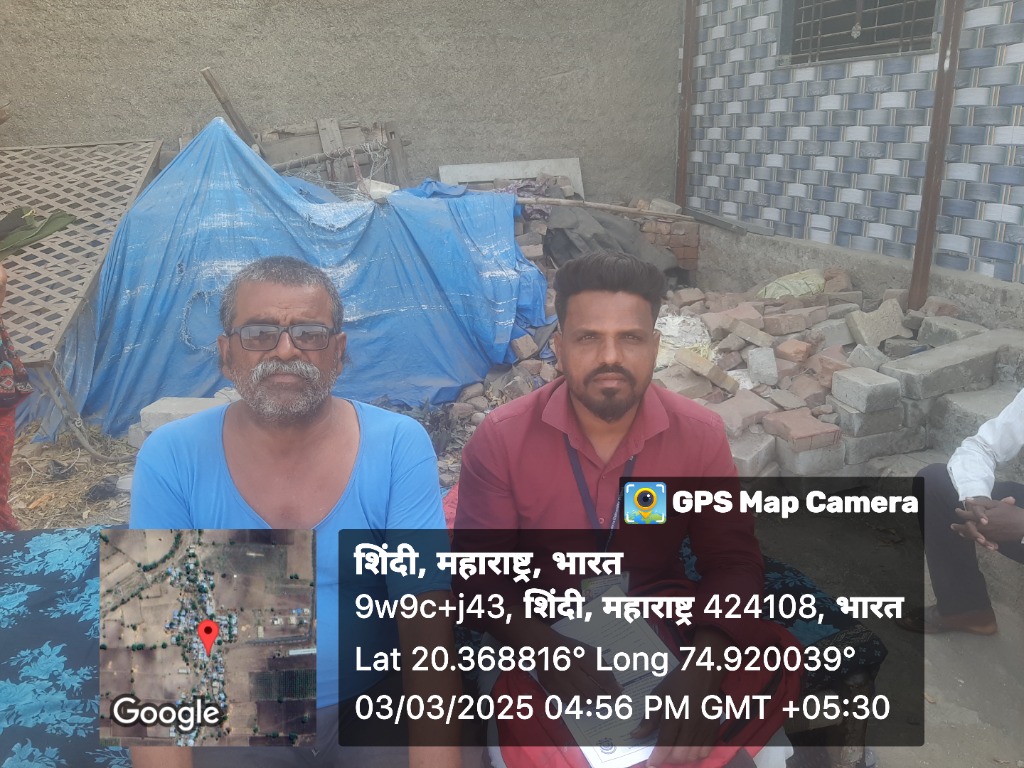 GPS Map Camera
शिंदी, महाराष्ट्र, भारत
9w9c+j43, शिंदी, महाराष्ट्र 424108, भारत
Lat 20.368816° Long 74.920039°
03/03/2025 04:56 PM GMT +05:30
Google